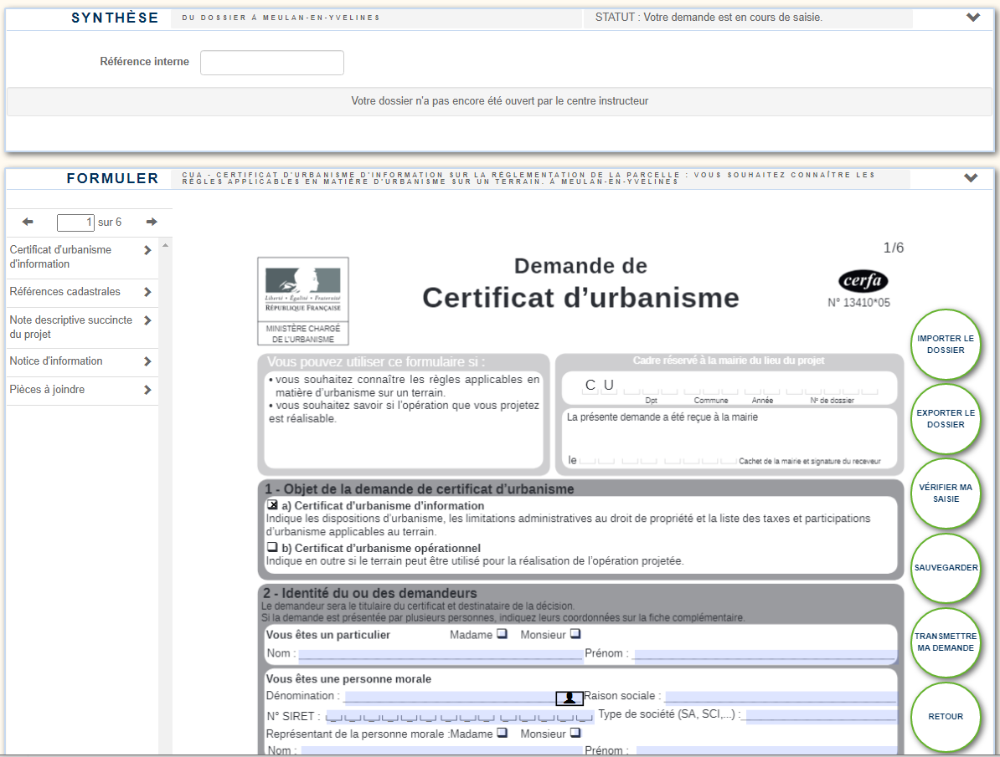 SYNTHÈSE DU DOSSIER À MEULAN-EN-YVELINES STATUT : Votre demande est en cours de saisie.
Référence interne
Votre dossier n'a pas encore été ouvert par le centre instructeur
FORMULER CUA - CERTIFICAT D'URBANISME D'INFORMATION SUR LA RÉGLEMENTATION DE LA PARCELLE : VOUS SOUHAITEZ CONNAÎTRE LES
RÈGLES APPLICABLES EN MATIÈRE D'URBANISME SUR UN TERRAIN. À MEULAN-EN-YVELINES
1 sur 6
Certificat d'urbanisme
d'information
Références cadastrales
Note descriptive succincte
du projet
Notice d'information
Pièces à joindre
1/6
Liberté • Égalité • Fraternité
RÉPUBLIQUE FRANÇAISE
MINISTÈRE CHARGÉ
DE L'URBANISME
Demande de
Certificat d'urbanisme
cerfa
N° 13410*05
Vous pouvez utiliser ce formulaire si :
• vous souhaitez connaître les règles applicables en
matière d'urbanisme sur un terrain.
• vous souhaitez savoir si l'opération que vous projetez
est réalisable.
Cadre réservé à la mairie du lieu du projet
C U
Dpt Commune Année N° de dossier
La présente demande a été reçue à la mairie
le Cachet de la mairie et signature du receveur
1 - Objet de la demande de certificat d'urbanisme
a) Certificat d'urbanisme d'information
Indique les dispositions d'urbanisme, les limitations administratives au droit de propriété et la liste des taxes et participations
d'urbanisme applicables au terrain.
b) Certificat d'urbanisme opérationnel
Indique en outre si le terrain peut être utilisé pour la réalisation de l'opération projetée.
2 - Identité du ou des demandeurs
Le demandeur sera le titulaire du certificat et destinataire de la décision.
Si la demande est présentée par plusieurs personnes, indiquez leurs coordonnées sur la fiche complémentaire.
Vous êtes un particulier Madame Monsieur
Nom : Prénom :
Vous êtes une personne morale
Dénomination : Raison sociale :
N° SIRET : Type de société (SA, SCI,...) :
Représentant de la personne morale :Madame Monsieur
Nom : Prénom :
IMPORTER LE
DOSSIER
EXPORTER LE
DOSSIER
VÉRIFIER MA
SAISIE
SAUVEGARDER
TRANSMETTRE
MA DEMANDE
RETOUR